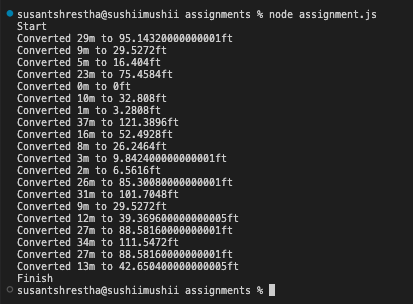 susantshrestha@sushiimushii assignments % node assignment.js
Start
Converted 29m to 95.14320000000001ft
Converted 9m to 29.5272ft
Converted 5m to 16.404ft
Converted 23m to 75.4584ft
Converted 0m to 0ft
Converted 10m to 32.808ft
Converted 1m to 3.2808ft
Converted 37m to 121.3896ft
Converted 16m to 52.4928ft
Converted 8m to 26.2464ft
Converted 3m to 9.842400000000001ft
Converted 2m to 6.5616ft
Converted 26m to 85.30080000000001ft
Converted 31m to 101.7048ft
Converted 9m to 29.5272ft
Converted 12m to 39.369600000000005ft
Converted 27m to 88.58160000000001ft
Converted 34m to 111.5472ft
Converted 27m to 88.58160000000001ft
Converted 13m to 42.650400000000005ft
Finish
susantshrestha@sushiimushii assignments %